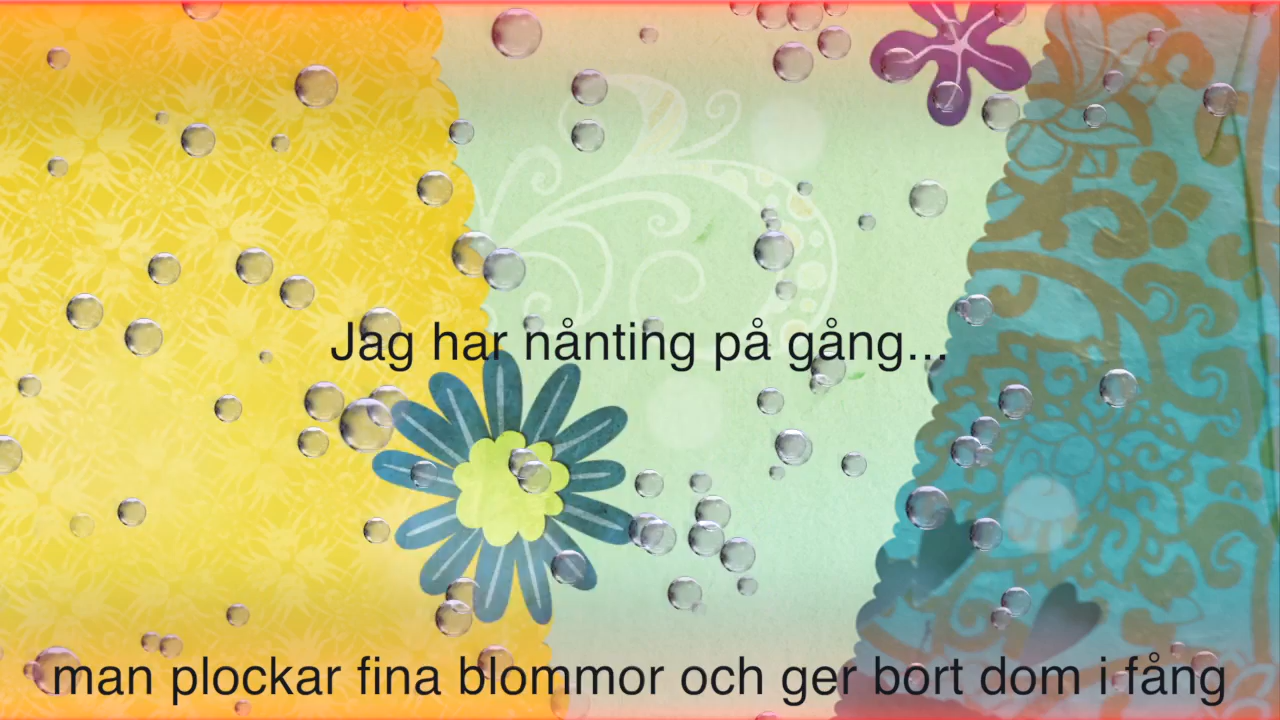 Jag har nånting på gång...
man plockar fina blommor och ger bort dom i fång